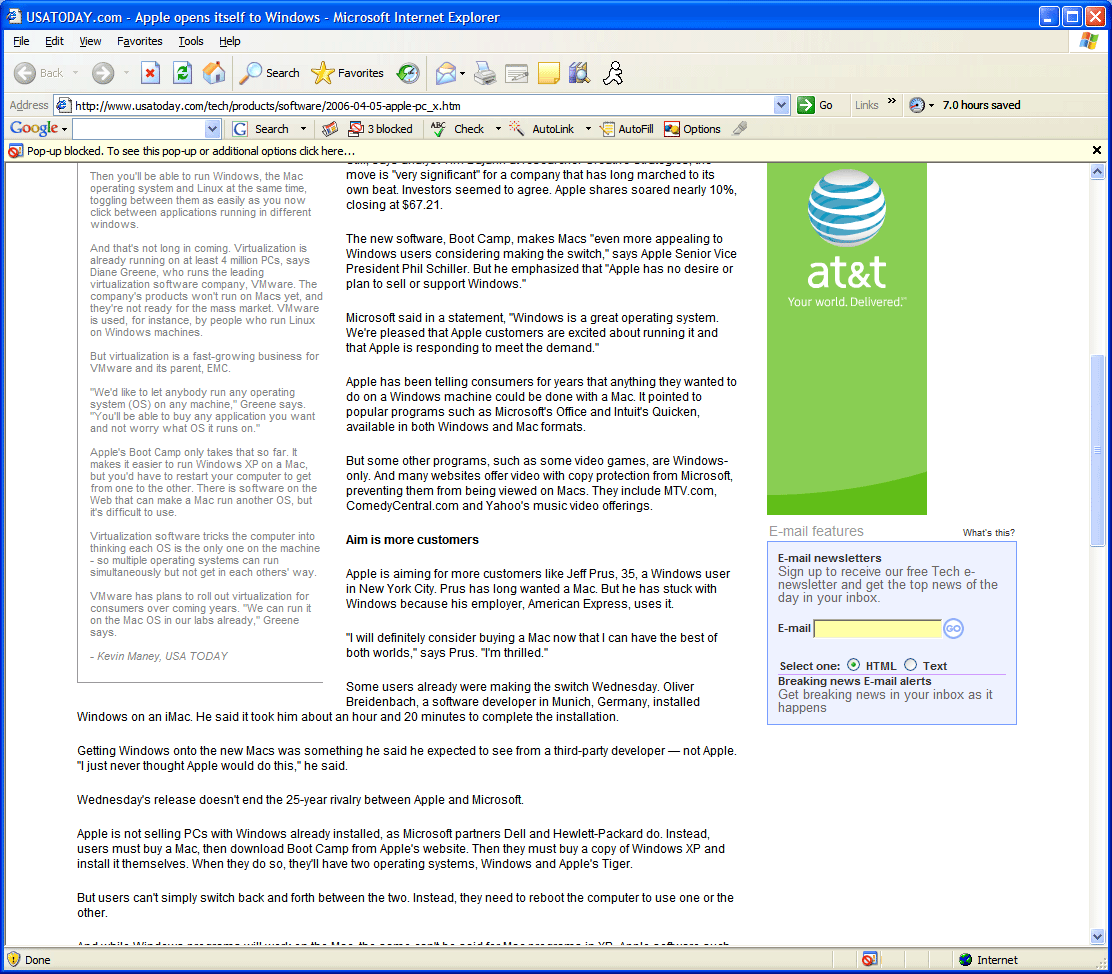 USATODAY.com - Apple opens itself to Windows - Microsoft Internet Explorer
File Edit View Favorites Tools Help
Back Search Favorites
Address http://www.usatoday.com/tech/products/software/2006-04-05-apple-pc_x.htm Go Links » 7.0 hours saved
Google Search 3 blocked ABC Check AutoLink AutoFill Options
Pop-up blocked. To see this pop-up or additional options click here...
Then you'll be able to run Windows, the Mac
operating system and Linux at the same time,
toggling between them as easily as you now
click between applications running in different
windows.
And that's not long in coming. Virtualization is
already running on at least 4 million PCs, says
Diane Greene, who runs the leading
virtualization software company, VMware. The
company's products won't run on Macs yet, and
they're not ready for the mass market. VMware
is used, for instance, by people who run Linux
on Windows machines.
But virtualization is a fast-growing business for
VMware and its parent, EMC.
"We'd like to let anybody run any operating
system (OS) on any machine," Greene says.
"You'll be able to buy any application you want
and not worry what OS it runs on."
Apple's Boot Camp only takes that so far. It
makes it easier to run Windows XP on a Mac,
but you'd have to restart your computer to get
from one to the other. There is software on the
Web that can make a Mac run another OS, but
it's difficult to use.
Virtualization software tricks the computer into
thinking each OS is the only one on the machine
- so multiple operating systems can run
simultaneously but not get in each others' way.
VMware has plans to roll out virtualization for
consumers over coming years. "We can run it
on the Mac OS in our labs already," Greene
says.
- Kevin Maney, USA TODAY
move is "very significant" for a company that has long marched to its
own beat. Investors seemed to agree. Apple shares soared nearly 10%,
closing at $67.21.
The new software, Boot Camp, makes Macs "even more appealing to
Windows users considering making the switch," says Apple Senior Vice
President Phil Schiller. But he emphasized that "Apple has no desire or
plan to sell or support Windows."
Microsoft said in a statement, "Windows is a great operating system.
We're pleased that Apple customers are excited about running it and
that Apple is responding to meet the demand."
Apple has been telling consumers for years that anything they wanted to
do on a Windows machine could be done with a Mac. It pointed to
popular programs such as Microsoft's Office and Intuit's Quicken,
available in both Windows and Mac formats.
But some other programs, such as some video games, are Windows-
only. And many websites offer video with copy protection from Microsoft,
preventing them from being viewed on Macs. They include MTV.com,
ComedyCentral.com and Yahoo's music video offerings.
Aim is more customers
Apple is aiming for more customers like Jeff Prus, 35, a Windows user
in New York City. Prus has long wanted a Mac. But he has stuck with
Windows because his employer, American Express, uses it.
"I will definitely consider buying a Mac now that I can have the best of
both worlds," says Prus. "I'm thrilled."
Some users already were making the switch Wednesday. Oliver
Breidenbach, a software developer in Munich, Germany, installed
Windows on an iMac. He said it took him about an hour and 20 minutes to complete the installation.
Getting Windows onto the new Macs was something he said he expected to see from a third-party developer — not Apple.
"I just never thought Apple would do this," he said.
Wednesday's release doesn't end the 25-year rivalry between Apple and Microsoft.
Apple is not selling PCs with Windows already installed, as Microsoft partners Dell and Hewlett-Packard do. Instead,
users must buy a Mac, then download Boot Camp from Apple's website. Then they must buy a copy of Windows XP and
install it themselves. When they do so, they'll have two operating systems, Windows and Apple's Tiger.
But users can't simply switch back and forth between the two. Instead, they need to reboot the computer to use one or the
other.
And while Windows programs will work on the Mac, the same can't be said for Mac programs in XP. Apple software such
at&t
Your world. Delivered.℠
E-mail features What's this?
E-mail newsletters
Sign up to receive our free Tech e-
newsletter and get the top news of the
day in your inbox.
E-mail GO
Select one: HTML Text
Breaking news E-mail alerts
Get breaking news in your inbox as it
happens
Done Internet